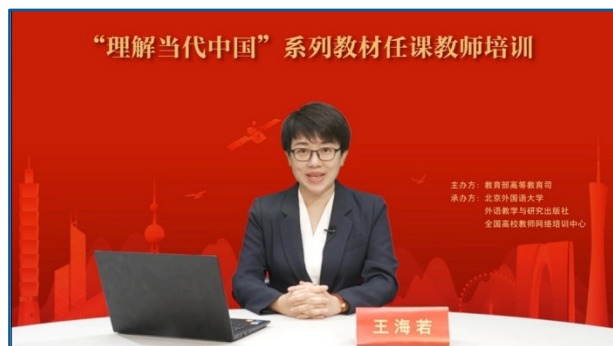 “理解当代中国”系列教材任课教师培训
主办方：教育部高等教育司
承办方：北京外国语大学
外语教学与研究出版社
全国高校教师网络培训中心
王海若